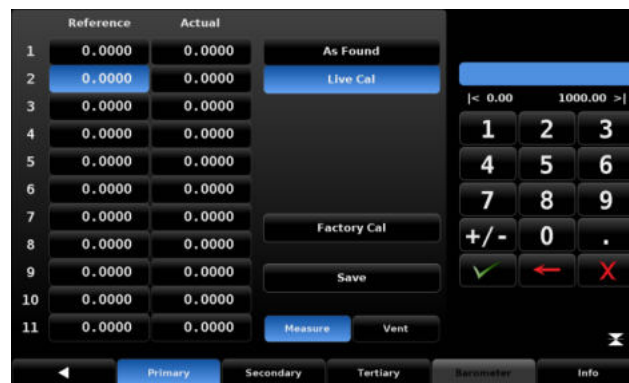 Reference Actual
1 0.0000 0.0000 As Found
2 0.0000 0.0000 Live Cal
|< 0.00 1000.00 >|
3 0.0000 0.0000
4 0.0000 0.0000 1 2 3
5 0.0000 0.0000 4 5 6
6 0.0000 0.0000
7 0.0000 0.0000 Factory Cal 7 8 9
8 0.0000 0.0000 +/- 0 .
9 0.0000 0.0000 Save X
10 0.0000 0.0000
11 0.0000 0.0000 Measure Vent
Primary Secondary Tertiary Barometer Info